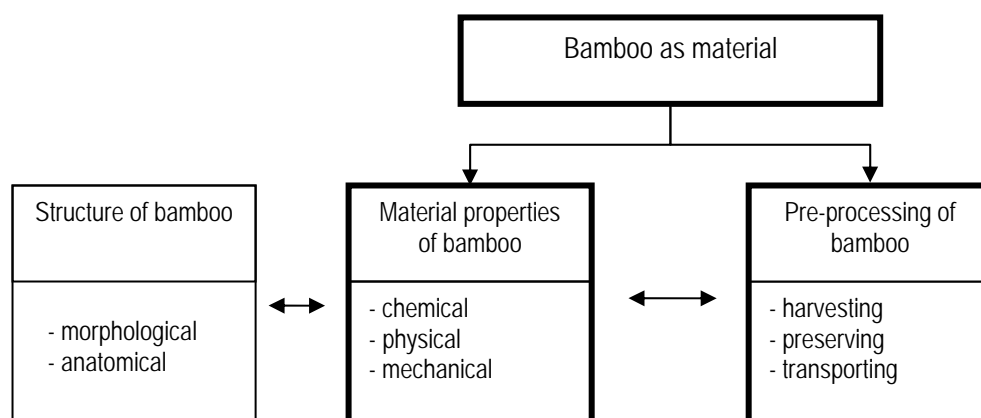 Bamboo as material
Structure of bamboo
- morphological
- anatomical
Material properties
of bamboo
- chemical
- physical
- mechanical
Pre-processing of
bamboo
- harvesting
- preserving
- transporting